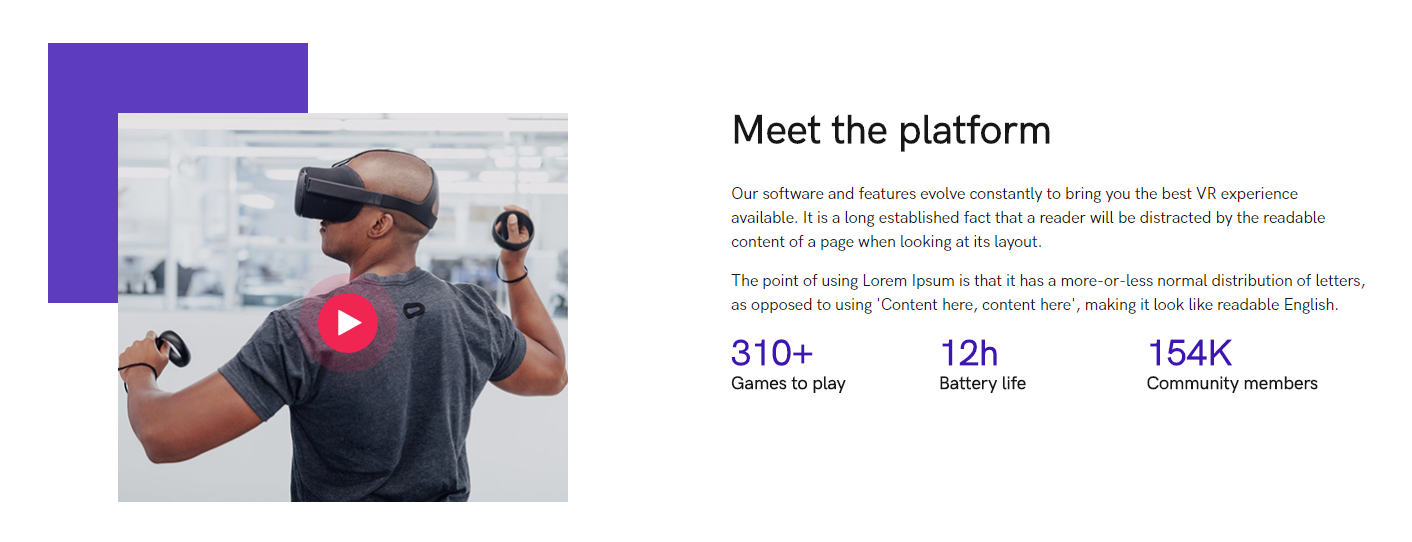 Meet the platform
Our software and features evolve constantly to bring you the best VR experience
available. It is a long established fact that a reader will be distracted by the readable
content of a page when looking at its layout.
The point of using Lorem Ipsum is that it has a more-or-less normal distribution of letters,
as opposed to using 'Content here, content here', making it look like readable English.
310+ 12h 154K
Games to play Battery life Community members